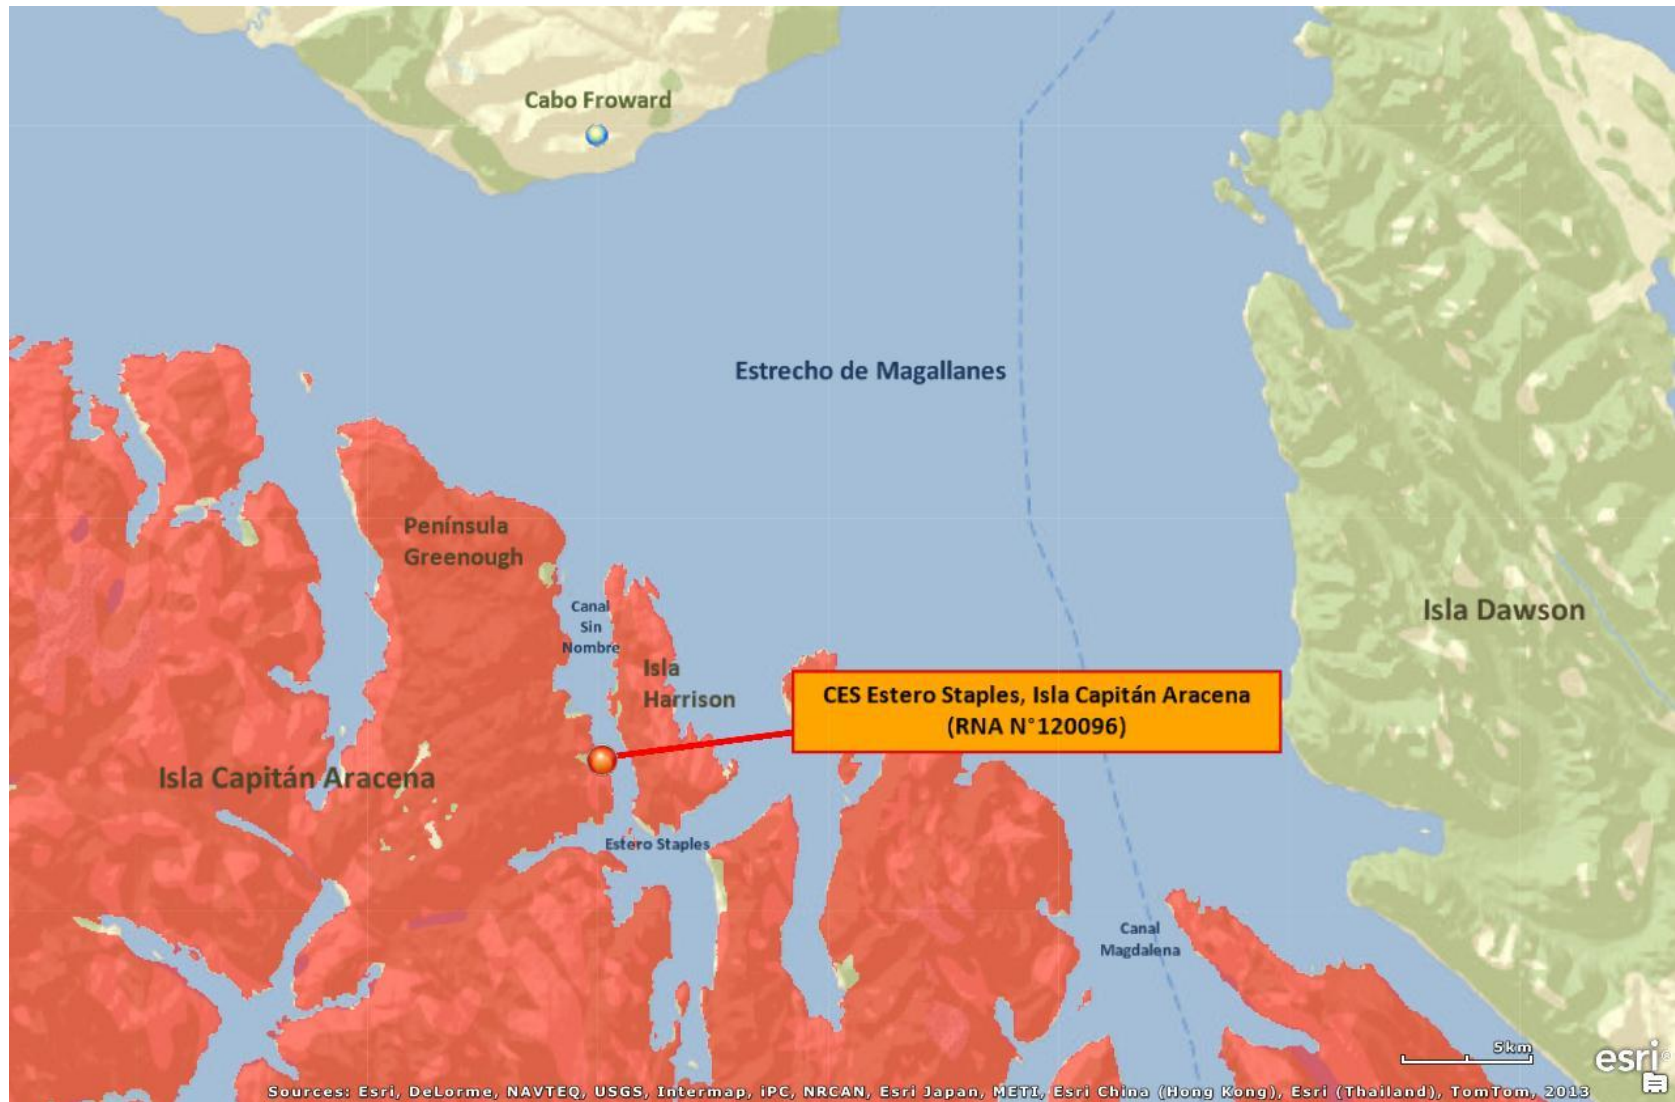 Cabo Froward
Estrecho de Magallanes
Península
Greenough
Canal
Sin
Nombre
Isla Dawson
Isla
Harrison
CES Estero Staples, Isla Capitán Aracena
(RNA N°120096)
Isla Capitán Aracena
Estero Staples
Canal
Magdalena
5km
esri
Sources: Esri, DeLorme, NAVTEQ, USGS, Intermap, iPC, NRCAN, Esri Japan, METI, Esri China (Hong Kong), Esri (Thailand), TomTom, 2013